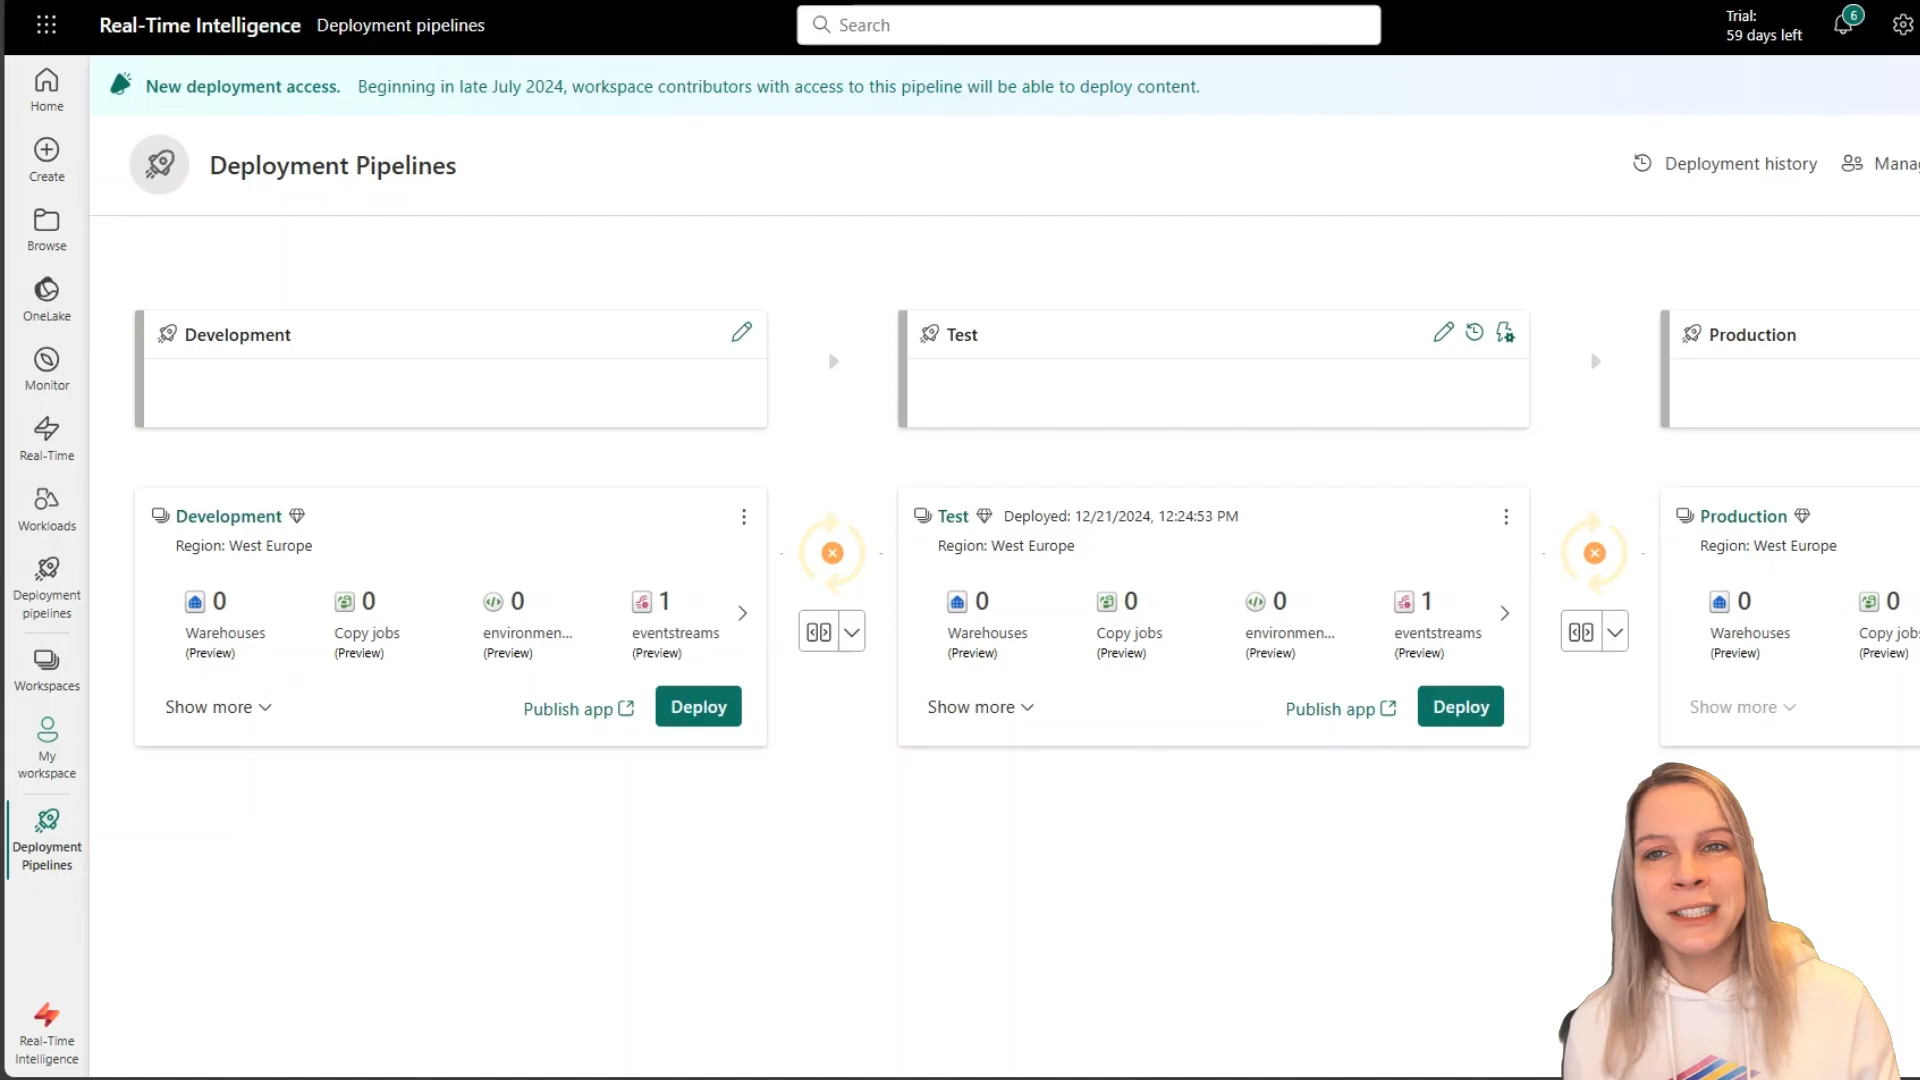 Real-Time Intelligence Deployment pipelines Search Trial:
59 days left 6
New deployment access. Beginning in late July 2024, workspace contributors with access to this pipeline will be able to deploy content.
Home
Create
Browse
OneLake
Monitor
Real-Time
Workloads
Deployment
pipelines
Workspaces
My
workspace
Deployment
Pipelines
Real-Time
Intelligence
Deployment Pipelines Deployment history Manag
Development Test Production
Development
Region: West Europe
0 0 0 1
Warehouses Copy jobs environmen... eventstreams
(Preview) (Preview) (Preview) (Preview)
Show more Publish app Deploy
Test Deployed: 12/21/2024, 12:24:53 PM
Region: West Europe
0 0 0 1
Warehouses Copy jobs environmen... eventstreams
(Preview) (Preview) (Preview) (Preview)
Show more Publish app Deploy
Production
Region: West Europe
0 0
Warehouses Copy jobs
(Preview) (Preview)
Show more